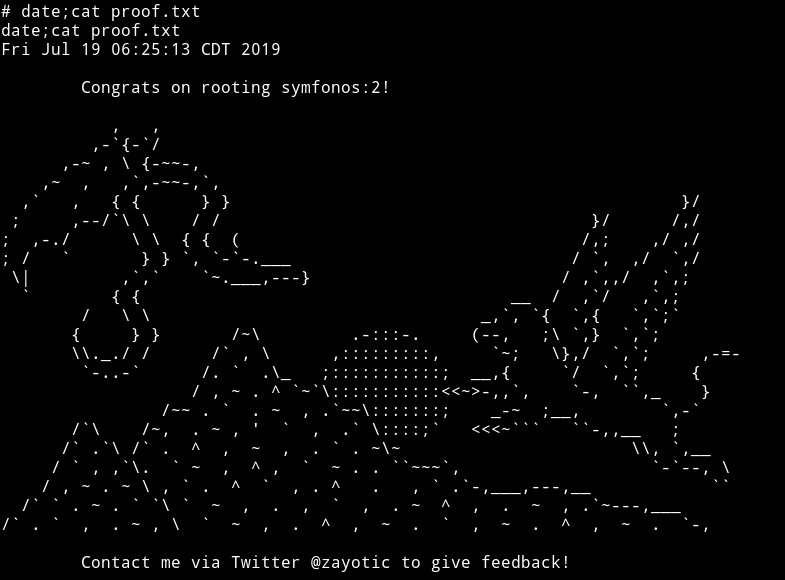 # date;cat proof.txt
date;cat proof.txt
Fri Jul 19 06:25:13 CDT 2019
Congrats on rooting symfonos:2!
Contact me via Twitter @zayotic to give feedback!